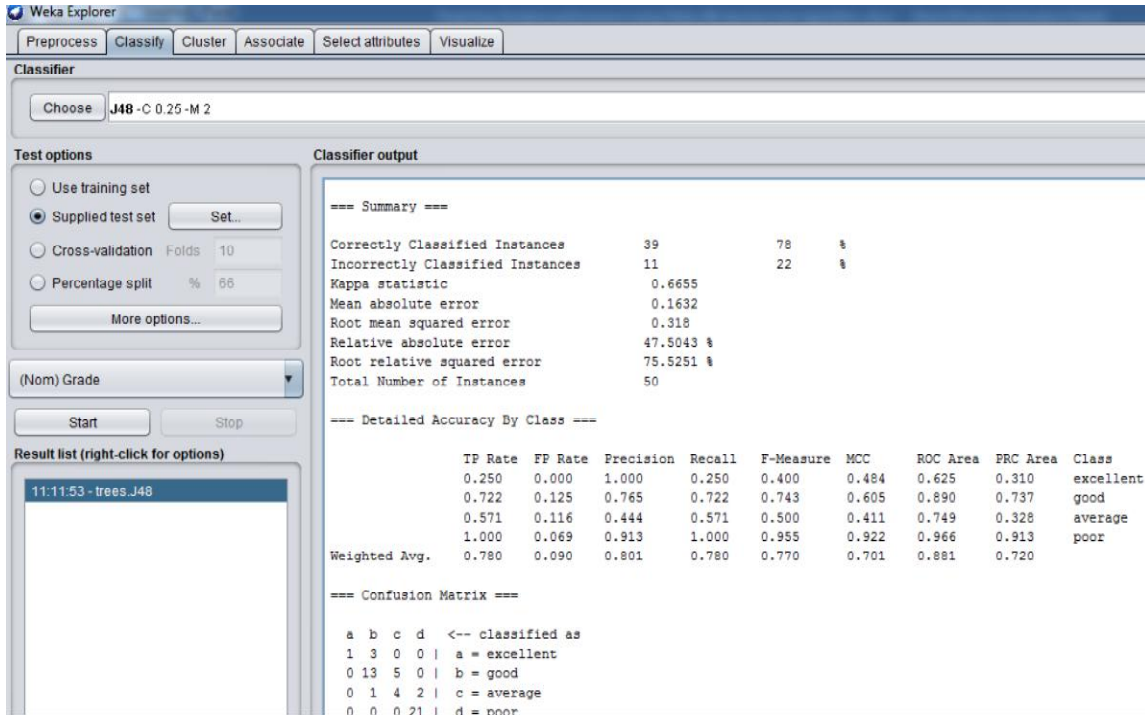 Weka Explorer
Preprocess Classify Cluster Associate Select attributes Visualize
Classifier
Choose J48 -C 0.25 -M 2
Test options
Use training set
Supplied test set Set...
Cross-validation Folds 10
Percentage split % 66
More options...
(Nom) Grade
Start Stop
Result list (right-click for options)
11:11:53 - trees.J48
Classifier output
=== Summary ===
Correctly Classified Instances 39 78 %
Incorrectly Classified Instances 11 22 %
Kappa statistic 0.6655
Mean absolute error 0.1632
Root mean squared error 0.318
Relative absolute error 47.5043 %
Root relative squared error 75.5251 %
Total Number of Instances 50
=== Detailed Accuracy By Class ===
TP Rate FP Rate Precision Recall F-Measure MCC ROC Area PRC Area Class
0.250 0.000 1.000 0.250 0.400 0.484 0.625 0.310 excellent
0.722 0.125 0.765 0.722 0.743 0.605 0.890 0.737 good
0.571 0.116 0.444 0.571 0.500 0.411 0.749 0.328 average
1.000 0.069 0.913 1.000 0.955 0.922 0.966 0.913 poor
Weighted Avg. 0.780 0.090 0.801 0.780 0.770 0.701 0.881 0.720
=== Confusion Matrix ===
a b c d <-- classified as
1 3 0 0 | a = excellent
0 13 5 0 | b = good
0 1 4 2 | c = average
0 0 0 21 | d = poor